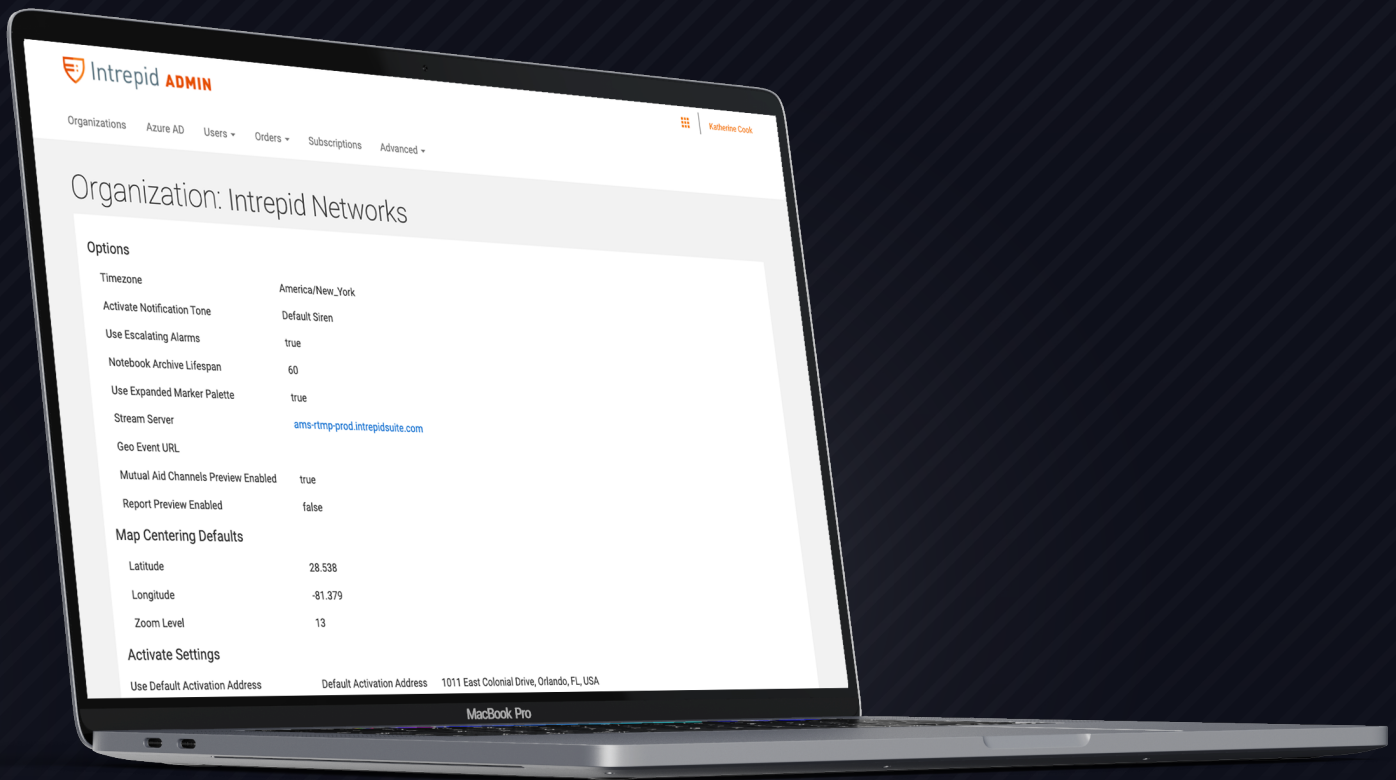 Intrepid ADMIN
Katherine Cook
Organizations Azure AD Users Orders Subscriptions Advanced
Organization: Intrepid Networks
Options
Timezone America/New_York
Activate Notification Tone Default Siren
Use Escalating Alarms true
Notebook Archive Lifespan 60
Use Expanded Marker Palette true
Stream Server ams-rtmp-prod.intrepidsuite.com
Geo Event URL
Mutual Aid Channels Preview Enabled true
Report Preview Enabled false
Map Centering Defaults
Latitude 28.538
Longitude -81.379
Zoom Level 13
Activate Settings
Use Default Activation Address Default Activation Address 1011 East Colonial Drive, Orlando, FL, USA
MacBook Pro